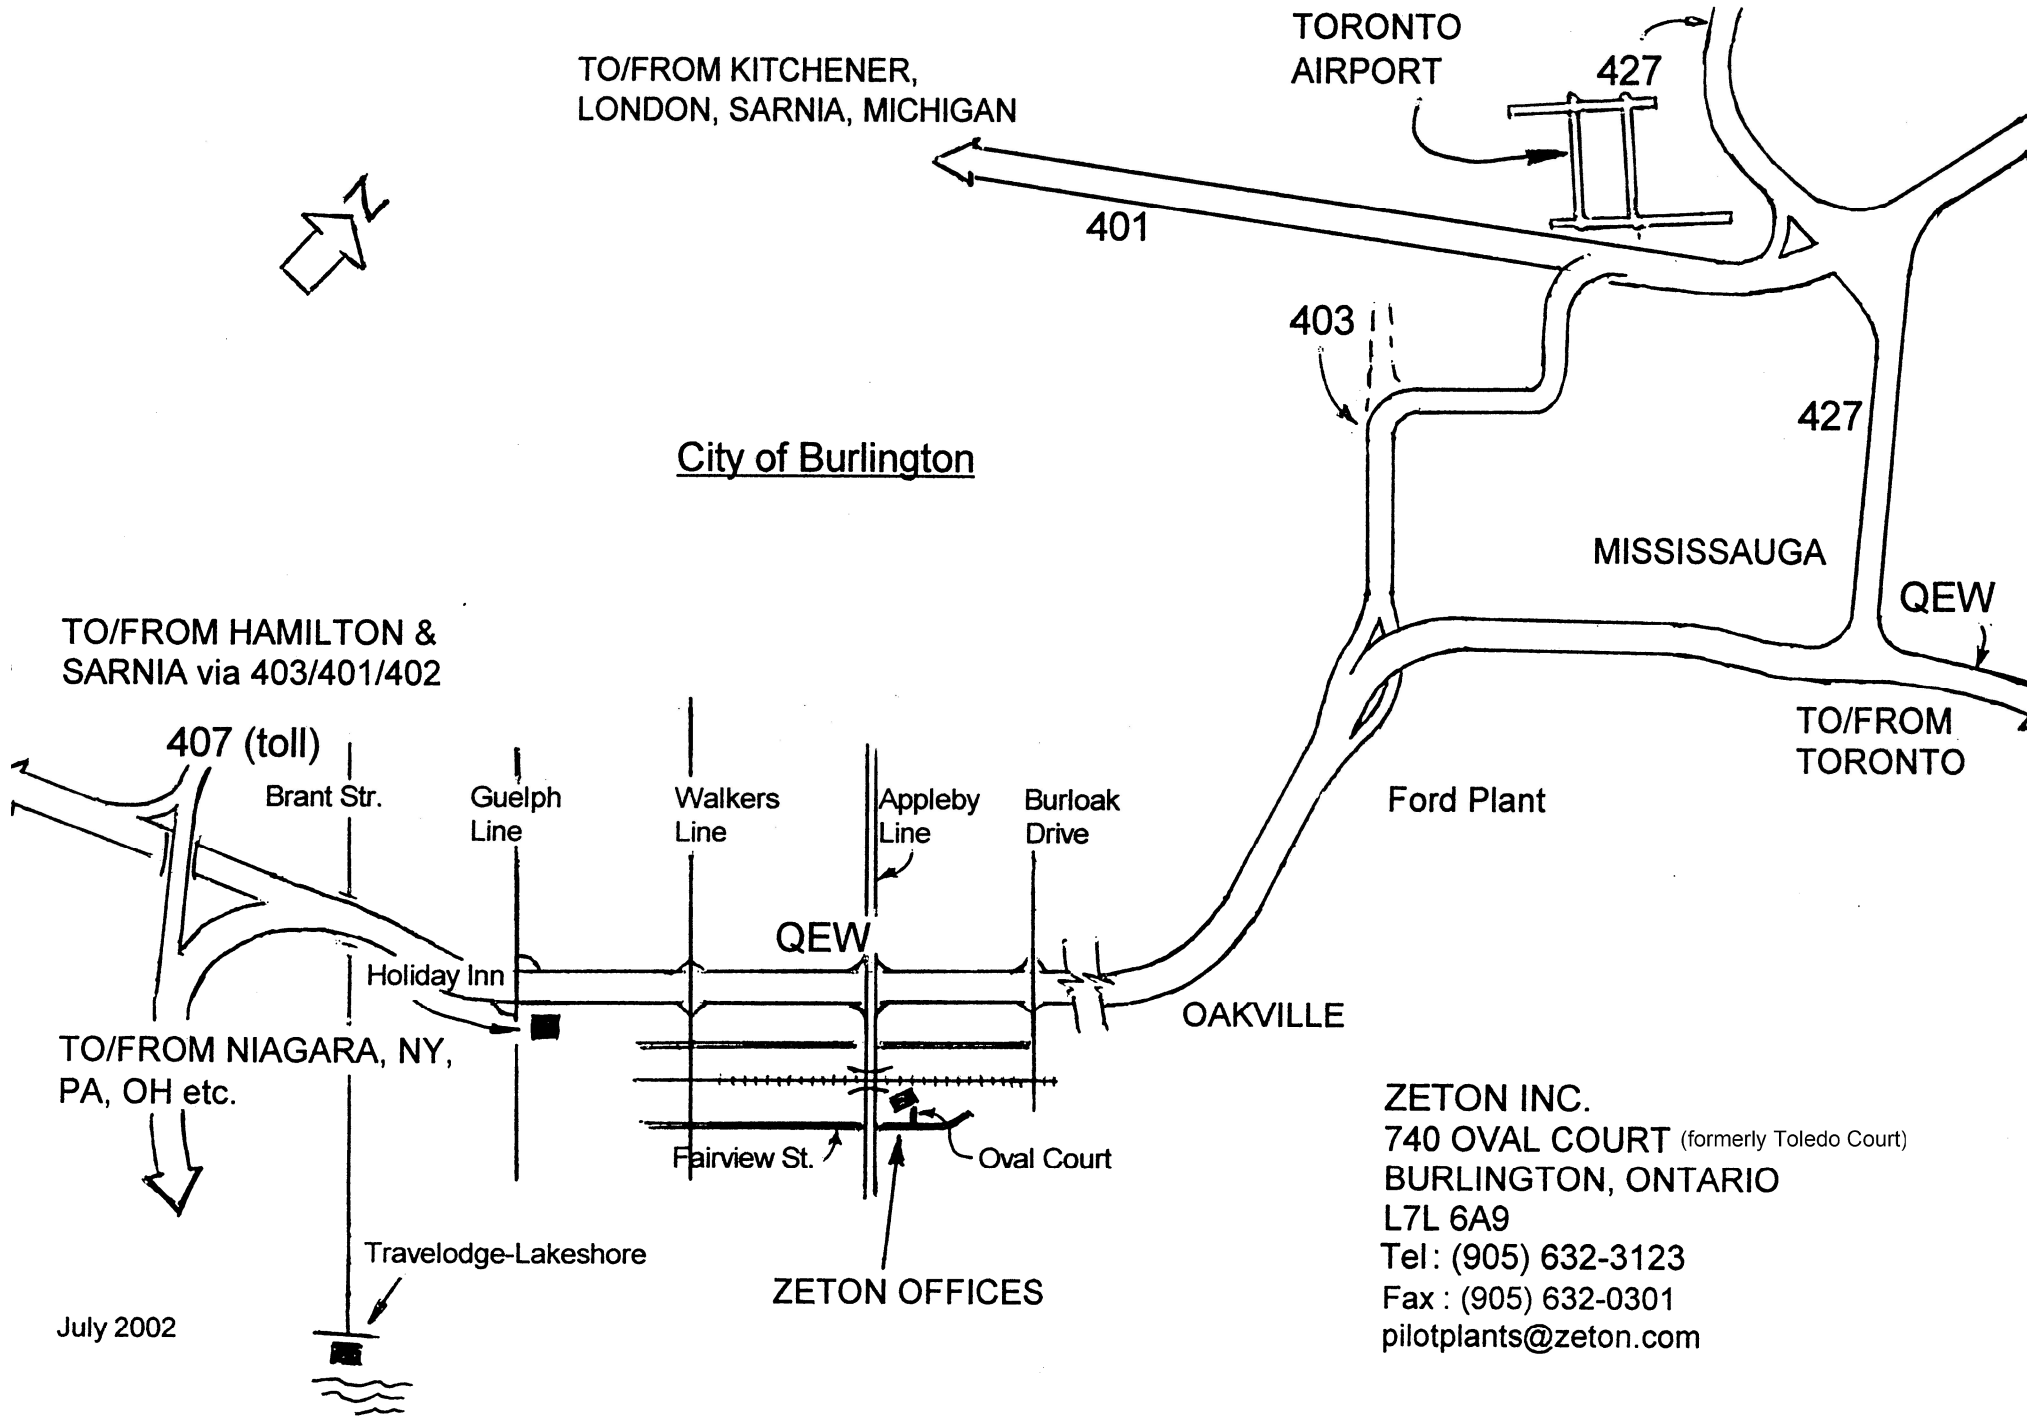 TORONTO
AIRPORT
427
TO/FROM KITCHENER,
LONDON, SARNIA, MICHIGAN
N
401
403
427
City of Burlington
MISSISSAUGA
QEW
TO/FROM HAMILTON &
SARNIA via 403/401/402
TO/FROM
TORONTO
407 (toll)
Brant Str.
Guelph
Line
Walkers
Line
Appleby
Line
Burloak
Drive
Ford Plant
QEW
Holiday Inn
OAKVILLE
TO/FROM NIAGARA, NY,
PA, OH etc.
Fairview St.
Oval Court
ZETON OFFICES
Travelodge-Lakeshore
July 2002
ZETON INC.
740 OVAL COURT (formerly Toledo Court)
BURLINGTON, ONTARIO
L7L 6A9
Tel : (905) 632-3123
Fax : (905) 632-0301
pilotplants@zeton.com